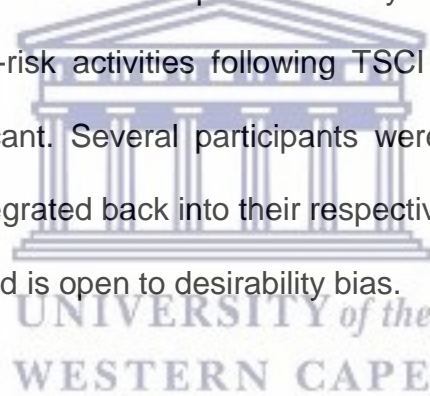 -risk activities following TSCI
cant. Several participants were
egrated back into their respectiv
d is open to desirability bias.
UNIVERSITY of the
WESTERN CAPE